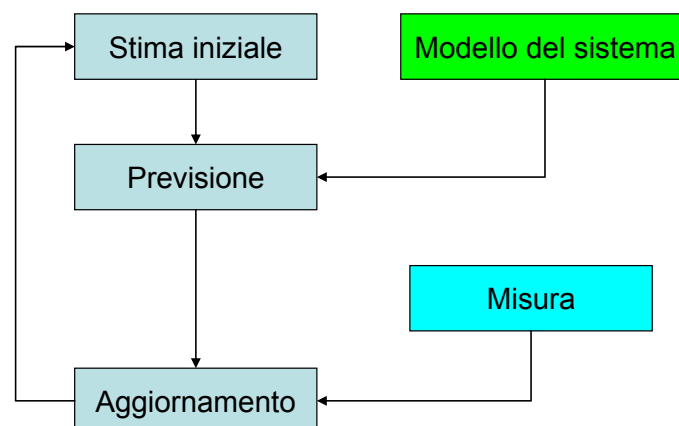 Stima iniziale
Modello del sistema
Previsione
Misura
Aggiornamento